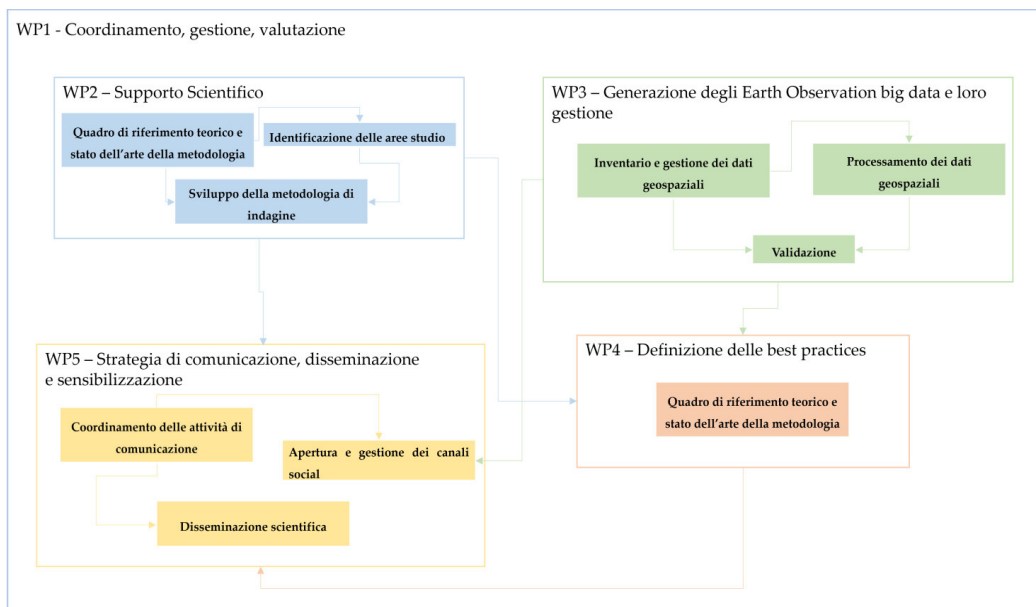 WP1 - Coordinamento, gestione, valutazione
WP2 – Supporto Scientifico
Quadro di riferimento teorico e
stato dell’arte della metodologia
Identificazione delle aree studio
Sviluppo della metodologia di
indagine
WP3 – Generazione degli Earth Observation big data e loro
gestione
Inventario e gestione dei dati
geospaziali
Processamento dei dati
geospaziali
Validazione
WP5 – Strategia di comunicazione, disseminazione
e sensibilizzazione
Coordinamento delle attività di
comunicazione
Apertura e gestione dei canali
social
Disseminazione scientifica
WP4 – Definizione delle best practices
Quadro di riferimento teorico e
stato dell’arte della metodologia